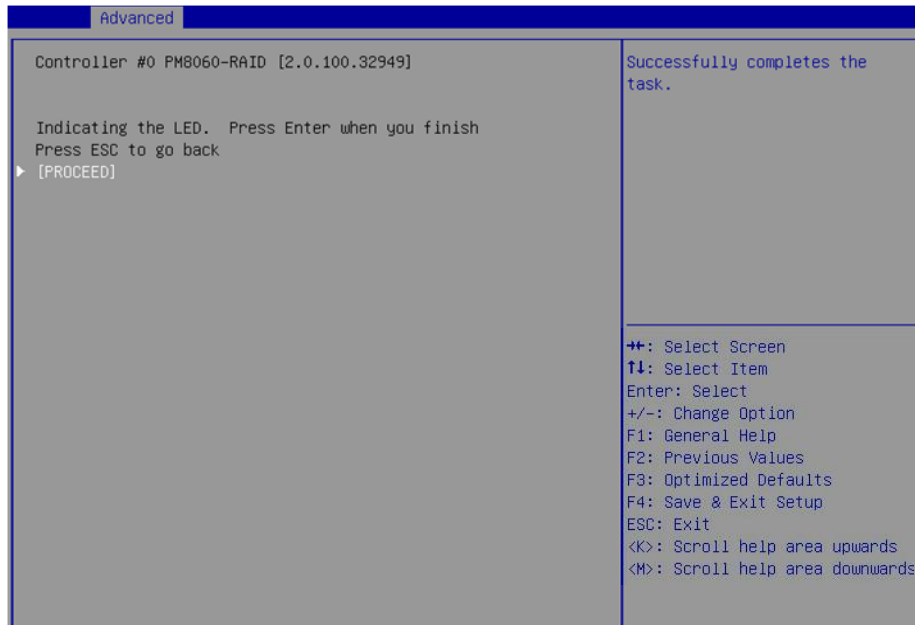 Advanced
Controller #0 PM8060-RAID [2.0.100.32949]
Indicating the LED.  Press Enter when you finish
Press ESC to go back
[PROCEED]
Successfully completes the
task.
→←: Select Screen
↑↓: Select Item
Enter: Select
+/-: Change Option
F1: General Help
F2: Previous Values
F3: Optimized Defaults
F4: Save & Exit Setup
ESC: Exit
<K>: Scroll help area upwards
<M>: Scroll help area downwards